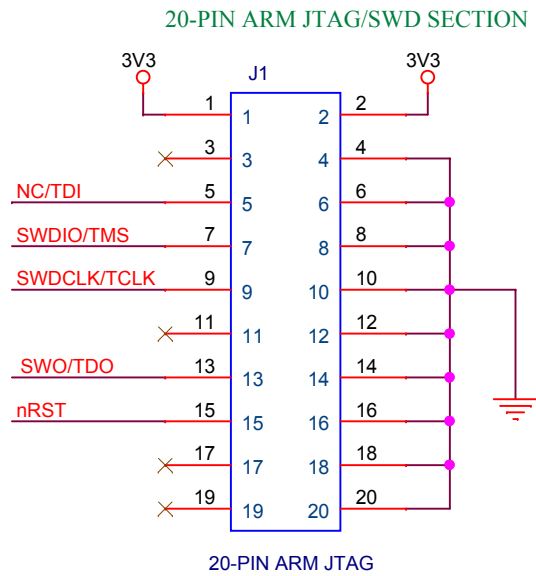 20-PIN ARM JTAG/SWD SECTION
3V3 3V3
J1
1 1 2 2
3 3 4 4
NC/TDI 5 5 6 6
SWDIO/TMS 7 7 8 8
SWDCLK/TCLK 9 9 10 10
11 11 12 12
SWO/TDO 13 13 14 14
nRST 15 15 16 16
17 17 18 18
19 19 20 20
20-PIN ARM JTAG